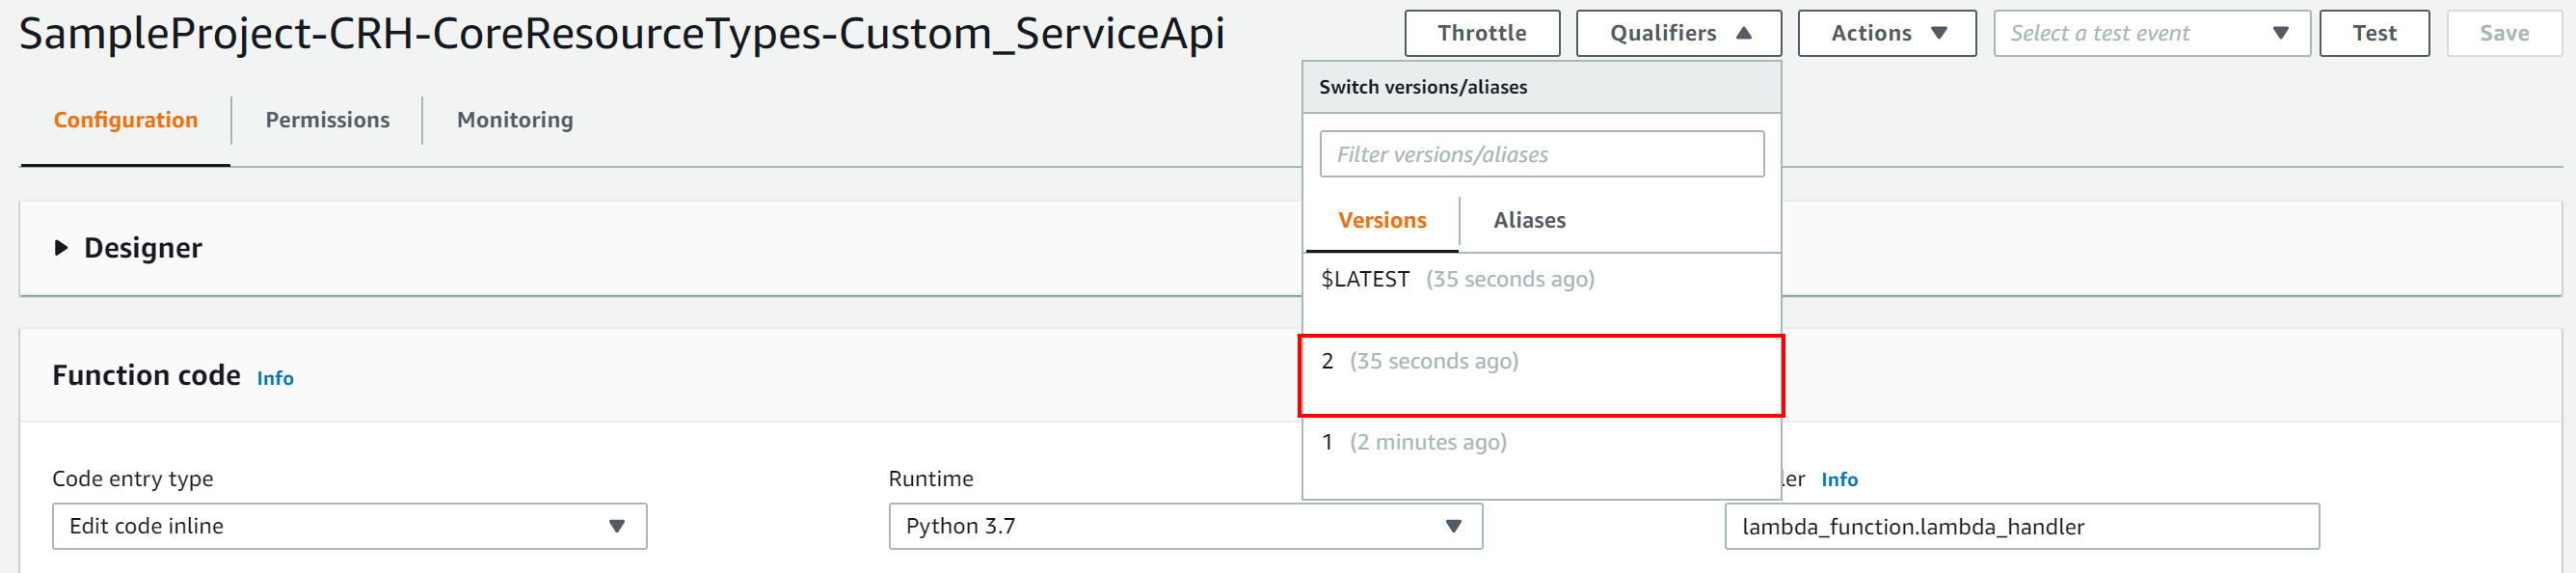 SampleProject-CRH-CoreResourceTypes-Custom_ServiceApi
Throttle
Qualifiers
Actions
Select a test event
Test
Save
Switch versions/aliases
Configuration
Permissions
Monitoring
Filter versions/aliases
Versions
Aliases
Designer
$LATEST (35 seconds ago)
2 (35 seconds ago)
Function code Info
1 (2 minutes ago)
Code entry type
Runtime
ler Info
Edit code inline
Python 3.7
lambda_function.lambda_handler